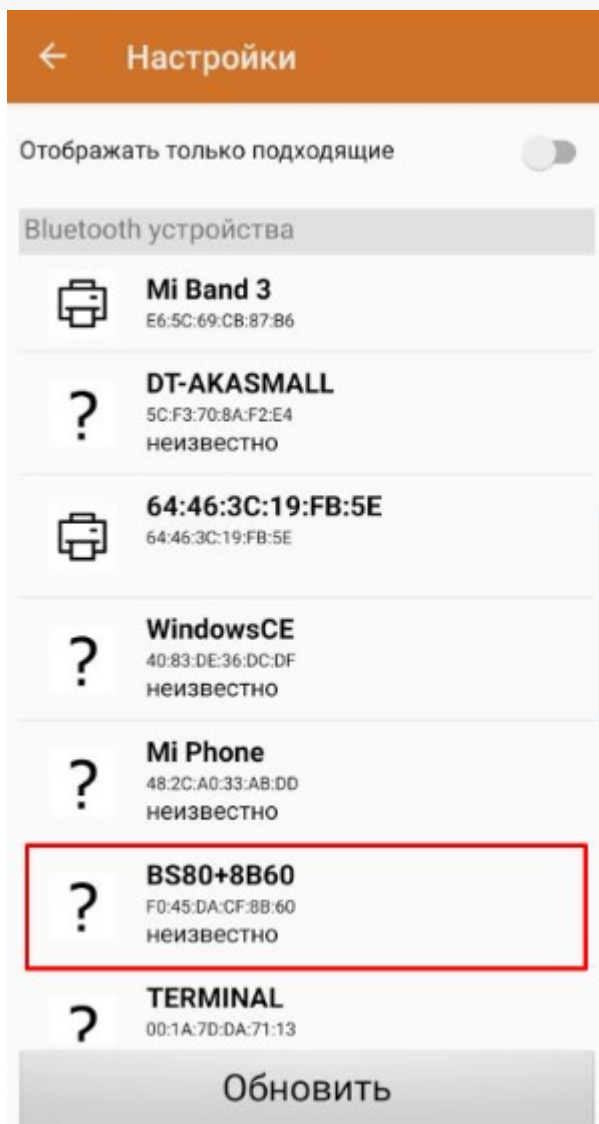 Настройки
Отображать только подходящие
Bluetooth устройства
Mi Band 3
E6:5C:69:CB:87:B6
DT-AKASMALL
5C:F3:70:8A:F2:E4
неизвестно
64:46:3C:19:FB:5E
64:46:3C:19:FB:5E
WindowsCE
40:83:DE:36:DC:DF
неизвестно
Mi Phone
48:2C:A0:33:AB:DD
неизвестно
BS80+8B60
F0:45:DA:CF:8B:60
неизвестно
TERMINAL
00:1A:7D:DA:71:13
Обновить